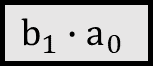 b₁ · a₀